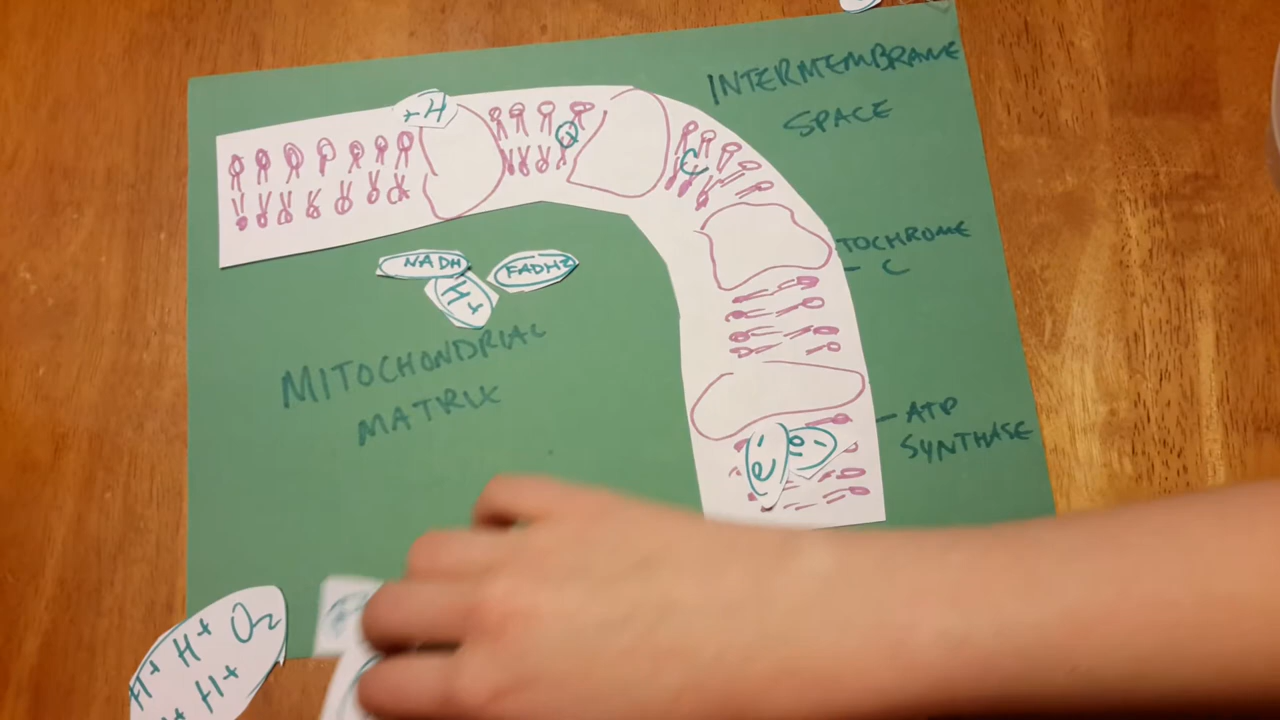 INTERMEMBRANE
SPACE
+H
Q
C
TOCHROME
- C
NADH
FADH2
H+
MITOCHONDRIAL
MATRIX
- ATP
SYNTHASE
e-
e-
H+ H+ O2
H+ H+